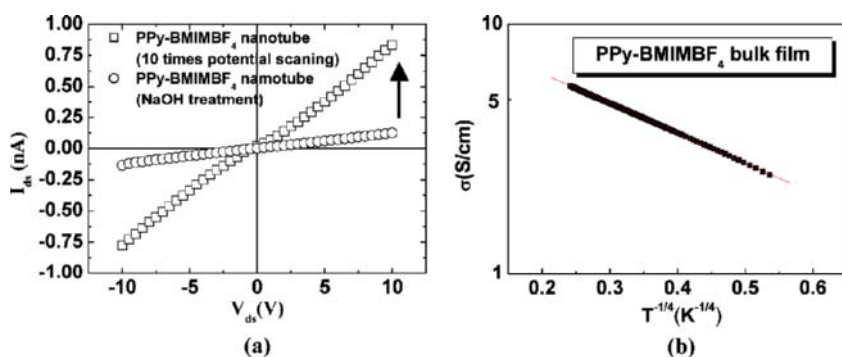 (a)
1.00
0.75
0.50
0.25
0.00
-0.25
-0.50
-0.75
1.00
I_ds (nA)
PPy-BMIMBF₄ nanotube
(10 times potential scaning)
PPy-BMIMBF₄ namotube
(NaOH treatment)
-10 -5 0 5 10
V_ds(V)
(a)
(b)
5
1
σ(S/cm)
PPy-BMIMBF₄ bulk film
0.2 0.3 0.4 0.5 0.6
T⁻¹/⁴(K⁻¹/⁴)
(b)